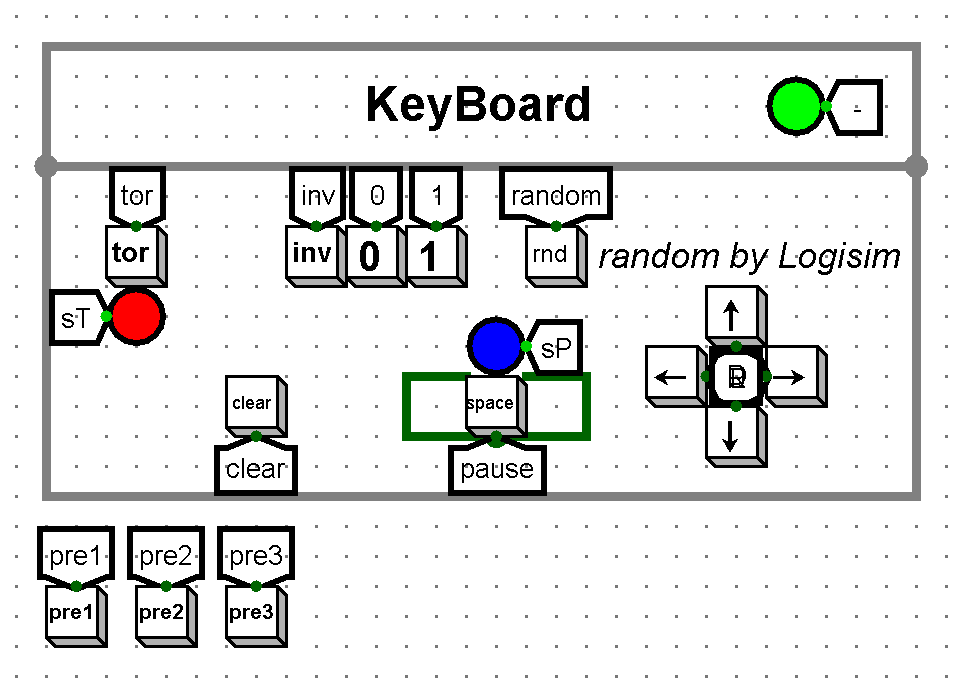 KeyBoard
-
tor inv 0 1 random
tor inv 0 1 rnd
random by Logisim
sT
↑
sP
← →
clear space
↓
clear pause
pre1 pre2 pre3
pre1 pre2 pre3